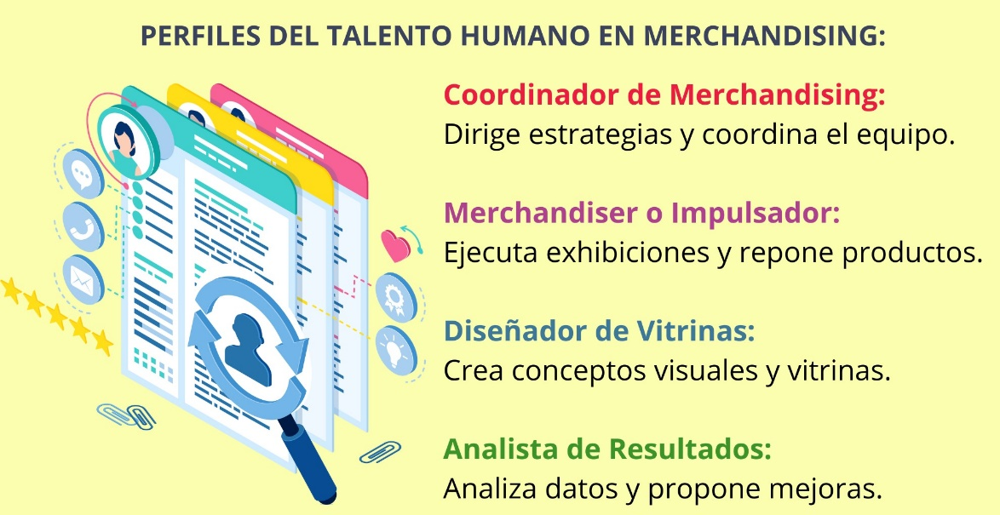 PERFILES DEL TALENTO HUMANO EN MERCHANDISING:
Coordinador de Merchandising:
Dirige estrategias y coordina el equipo.
Merchandiser o Impulsador:
Ejecuta exhibiciones y repone productos.
Diseñador de Vitrinas:
Crea conceptos visuales y vitrinas.
Analista de Resultados:
Analiza datos y propone mejoras.